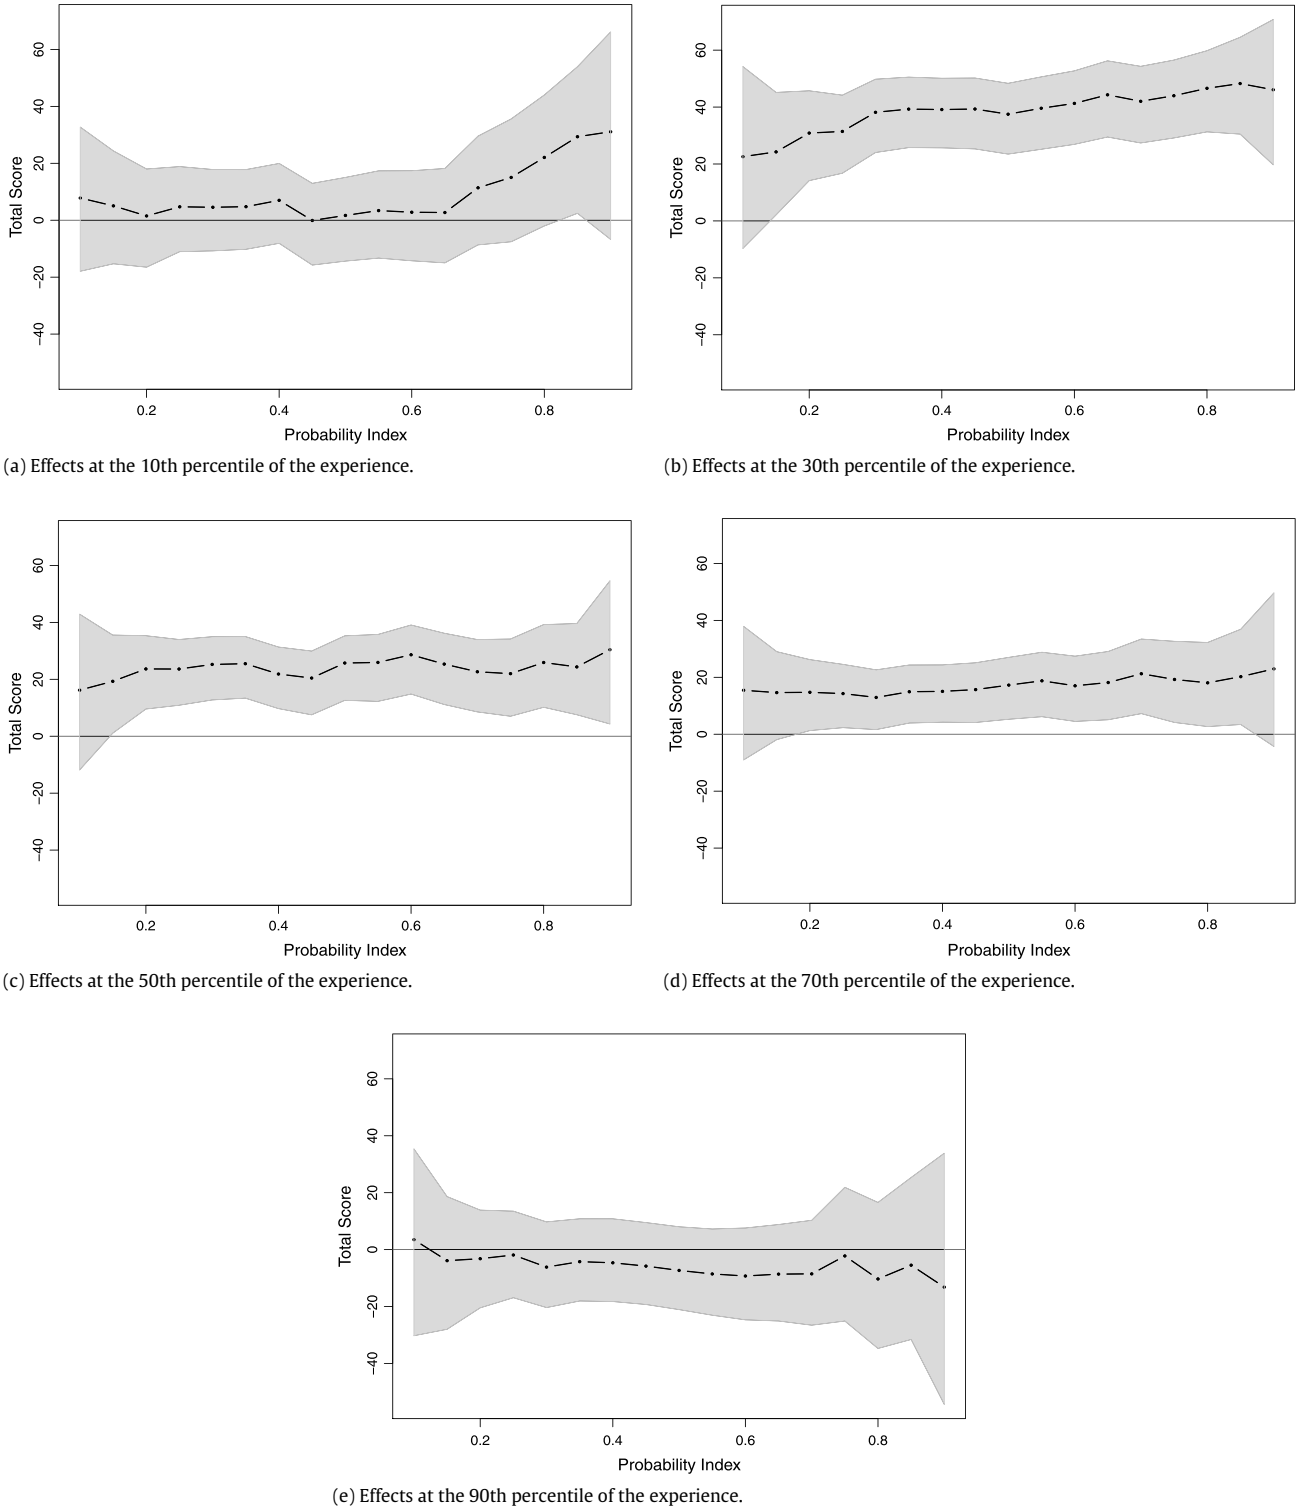 60
40
20
0
−20
−40
Total Score
0.2 0.4 0.6 0.8
Probability Index
(a) Effects at the 10th percentile of the experience.
60
40
20
0
−20
−40
Total Score
0.2 0.4 0.6 0.8
Probability Index
(b) Effects at the 30th percentile of the experience.
60
40
20
0
−20
−40
Total Score
0.2 0.4 0.6 0.8
Probability Index
(c) Effects at the 50th percentile of the experience.
60
40
20
0
−20
−40
Total Score
0.2 0.4 0.6 0.8
Probability Index
(d) Effects at the 70th percentile of the experience.
60
40
20
0
−20
−40
Total Score
0.2 0.4 0.6 0.8
Probability Index
(e) Effects at the 90th percentile of the experience.